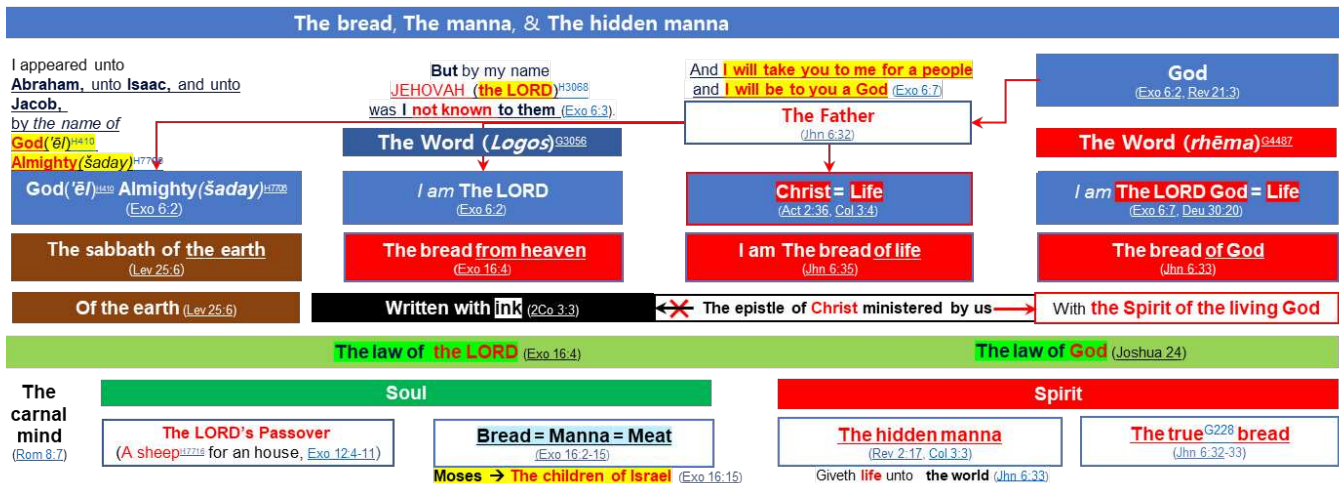 The bread, The manna, & The hidden manna
I appeared unto
Abraham, unto Isaac, and unto
Jacob,
by the name of
God('ēl)H410
Almighty(šaday)H7706
But by my name
JEHOVAH (the LORD)H3068
was I not known to them (Exo 6:3).
And I will take you to me for a people
and I will be to you a God (Exo 6:7)
God
(Exo 6:2, Rev 21:3)
The Father
(Jhn 6:32)
The Word (Logos)G3056
The Word (rhēma)G4487
God('ēl)H410 Almighty(šaday)H7706
(Exo 6:2)
I am The LORD
(Exo 6:2)
Christ = Life
(Act 2:36, Col 3:4)
I am The LORD God = Life
(Exo 6:7, Deu 30:20)
The sabbath of the earth
(Lev 25:6)
The bread from heaven
(Exo 16:4)
I am The bread of life
(Jhn 6:35)
The bread of God
(Jhn 6:33)
Of the earth (Lev 25:6)
Written with ink (2Co 3:3)
The epistle of Christ ministered by us
With the Spirit of the living God
The law of the LORD (Exo 16:4)
The law of God (Joshua 24)
The
carnal
mind
(Rom 8:7)
Soul
Spirit
The LORD's Passover
(A sheepH7716 for an house, Exo 12:4-11)
Bread = Manna = Meat
(Exo 16:2-15)
Moses → The children of Israel (Exo 16:15)
The hidden manna
(Rev 2:17, Col 3:3)
Giveth life unto the world (Jhn 6:33)
The trueG228 bread
(Jhn 6:32-33)